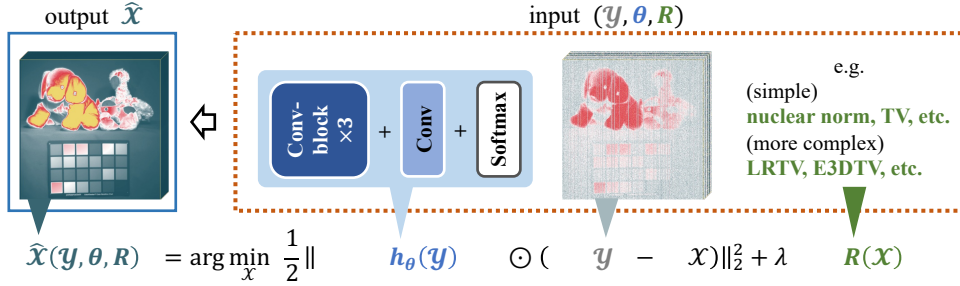 output 𝒳̂
input (𝒴, θ, R)
Conv-block ×3
+
Conv
+
Softmax
e.g.
(simple)
nuclear norm, TV, etc.
(more complex)
LRTV, E3DTV, etc.
𝒳̂(𝒴, θ, R) = arg min_𝒳 1/2 ‖ h_θ(𝒴) ⊙ ( 𝒴 − 𝒳)‖₂² + λ R(𝒳)